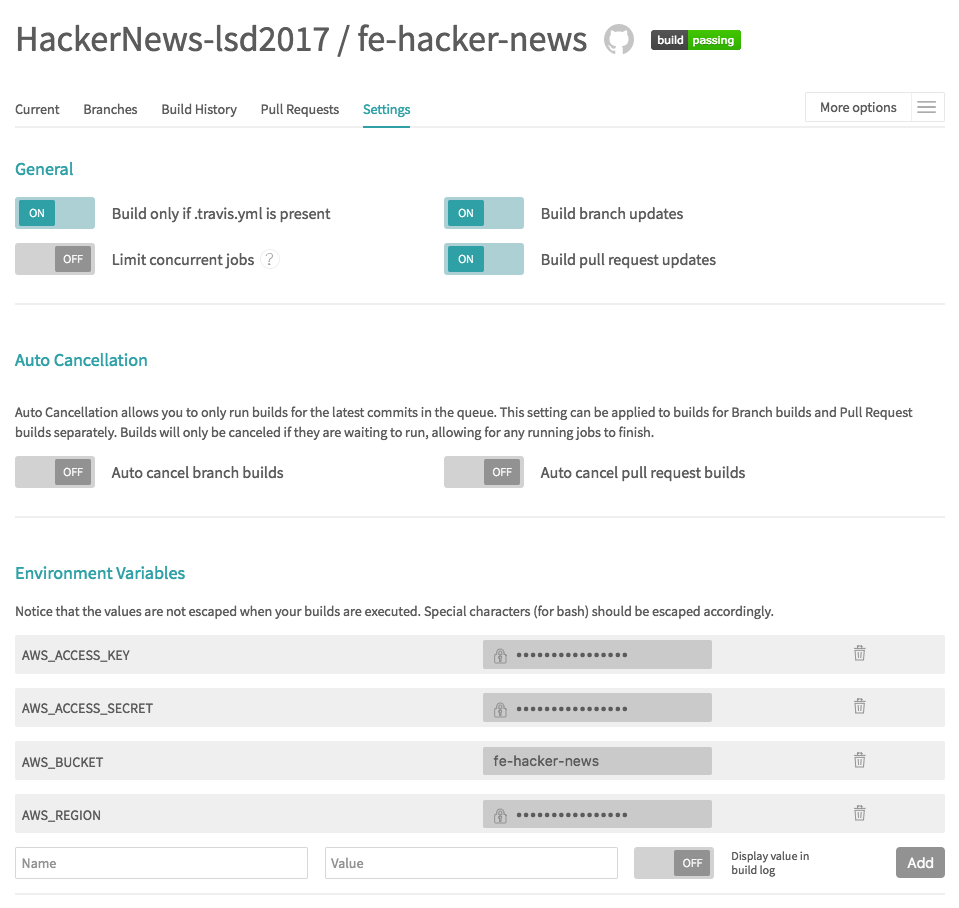 HackerNews-lsd2017 / fe-hacker-news build passing
Current Branches Build History Pull Requests Settings More options
General
ON Build only if .travis.yml is present ON Build branch updates
OFF Limit concurrent jobs ? ON Build pull request updates
Auto Cancellation
Auto Cancellation allows you to only run builds for the latest commits in the queue. This setting can be applied to builds for Branch builds and Pull Request
builds separately. Builds will only be canceled if they are waiting to run, allowing for any running jobs to finish.
OFF Auto cancel branch builds OFF Auto cancel pull request builds
Environment Variables
Notice that the values are not escaped when your builds are executed. Special characters (for bash) should be escaped accordingly.
AWS_ACCESS_KEY ••••••••••••••••
AWS_ACCESS_SECRET ••••••••••••••••
AWS_BUCKET fe-hacker-news
AWS_REGION ••••••••••••••••
Name Value OFF Display value in
build log Add